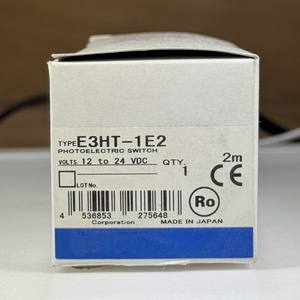 TYPE E3HT-1E2
PHOTOELECTRIC SWITCH
VOLTS. 12 to 24 VDC QTY. 1 2m
LOT No.
CE
Ro
4 536853 275648
Corporation MADE IN JAPAN